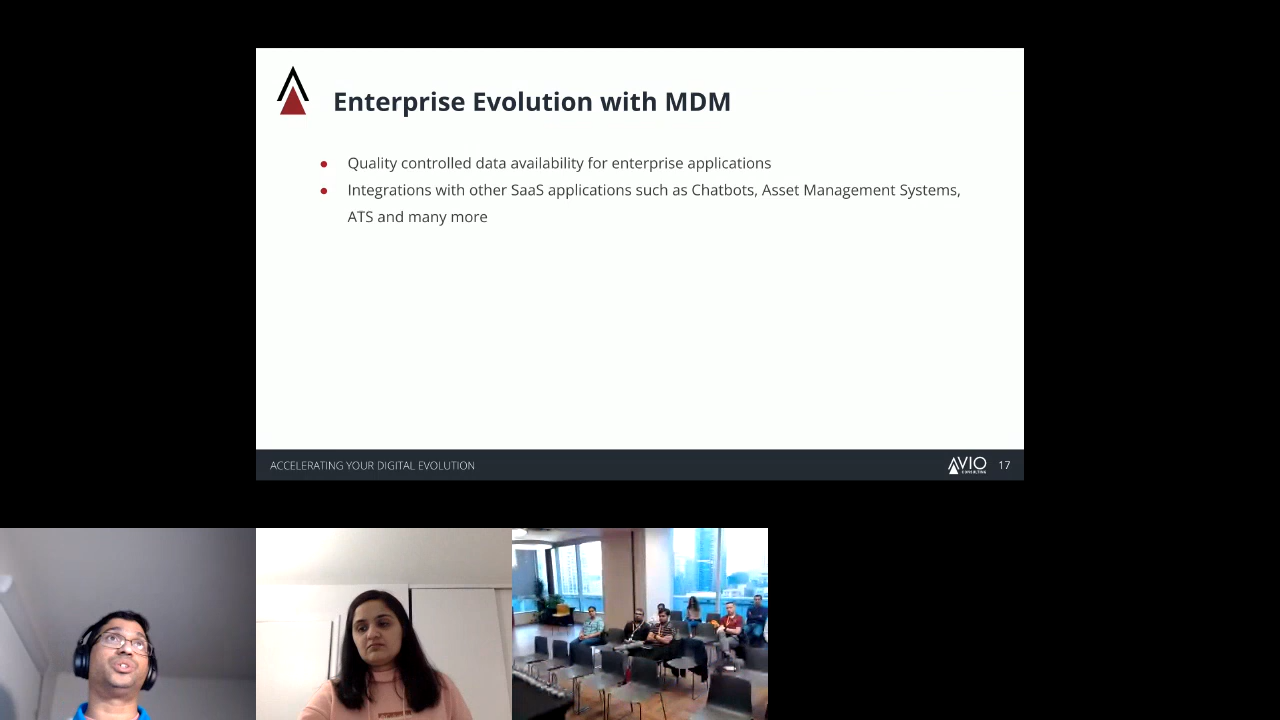 Enterprise Evolution with MDM
● Quality controlled data availability for enterprise applications
● Integrations with other SaaS applications such as Chatbots, Asset Management Systems,
ATS and many more
ACCELERATING YOUR DIGITAL EVOLUTION
AVIO
CONSULTING
17